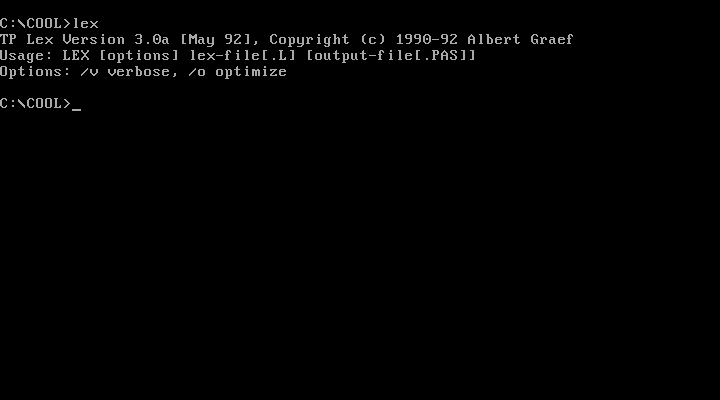 C:\COOL>lex
TP Lex Version 3.0a [May 92], Copyright (c) 1990-92 Albert Graef
Usage: LEX [options] lex-file[.L] [output-file[.PAS]]
Options: /v verbose, /o optimize
C:\COOL>_